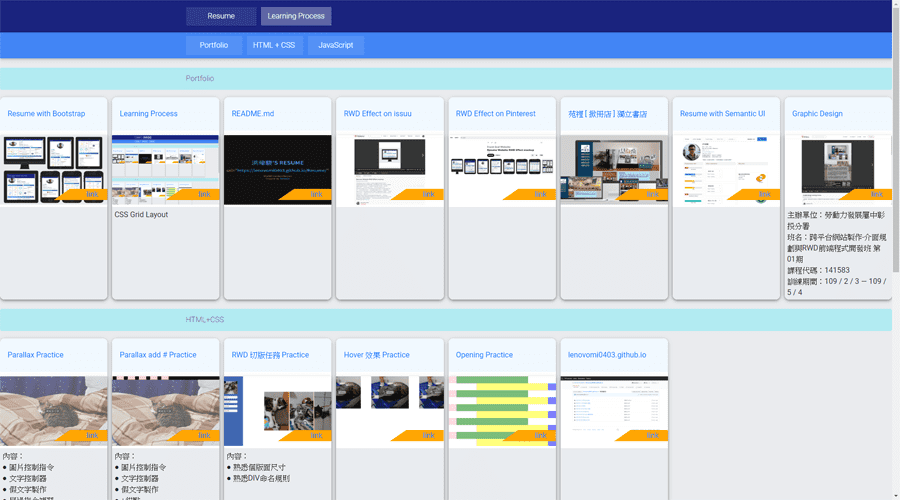 Resume Learning Process
Portfolio HTML + CSS JavaScript
Portfolio
Resume with Bootstrap
link
Learning Process
link
CSS Grid Layout
README.md
'S RESUME
link
RWD Effect on issuu
link
RWD Effect on Pinterest
link
苑裡 [ 掀冊店 ] 獨立書店
link
Resume with Semantic UI
link
Graphic Design
link
主辦單位：勞動力發展署中彰
投分署
班名：跨平台網站製作-介面規
劃與RWD前端程式開發班 第
01期
課程代碼：141583
訓練期間：109 / 2 / 3 — 109 /
5 / 4
HTML+CSS
Parallax Practice
link
內容：
● 圖片控制指令
● 文字控制器
● 假文字製作
Parallax add # Practice
link
內容：
● 圖片控制指令
● 文字控制器
● 假文字製作
RWD 切版任務 Practice
link
內容：
● 熟悉個版面尺寸
● 熟悉DIV命名規則
Hover 效果 Practice
link
Opening Practice
link
lenovomi0403.github.io
link